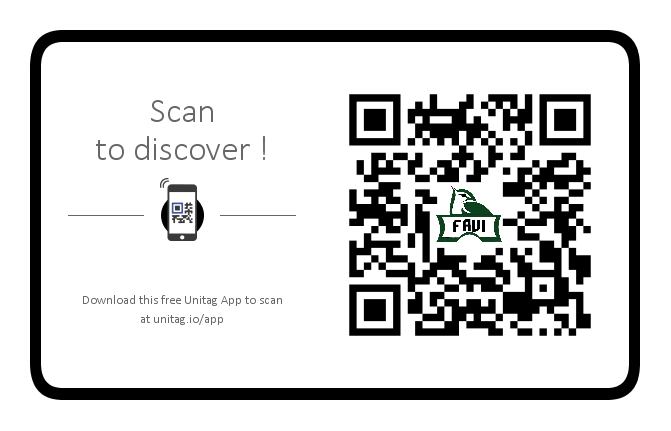 Scan
to discover !
Download this free Unitag App to scan
at unitag.io/app
FAVI